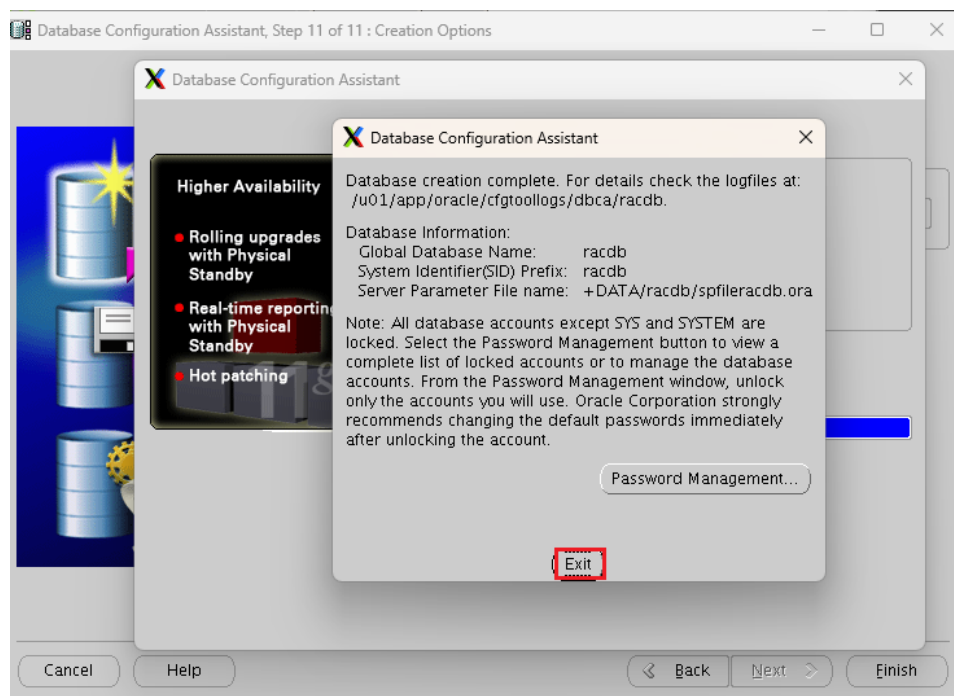 Database Configuration Assistant, Step 11 of 11 : Creation Options
Database Configuration Assistant
Database Configuration Assistant
Higher Availability
Rolling upgrades
with Physical
Standby
Real-time reporting
with Physical
Standby
Hot patching
11g
Database creation complete. For details check the logfiles at:
/u01/app/oracle/cfgtoollogs/dbca/racdb.
Database Information:
Global Database Name: racdb
System Identifier(SID) Prefix: racdb
Server Parameter File name: +DATA/racdb/spfileracdb.ora
Note: All database accounts except SYS and SYSTEM are
locked. Select the Password Management button to view a
complete list of locked accounts or to manage the database
accounts. From the Password Management window, unlock
only the accounts you will use. Oracle Corporation strongly
recommends changing the default passwords immediately
after unlocking the account.
Password Management...
Exit
Cancel
Help
Back
Next
Finish